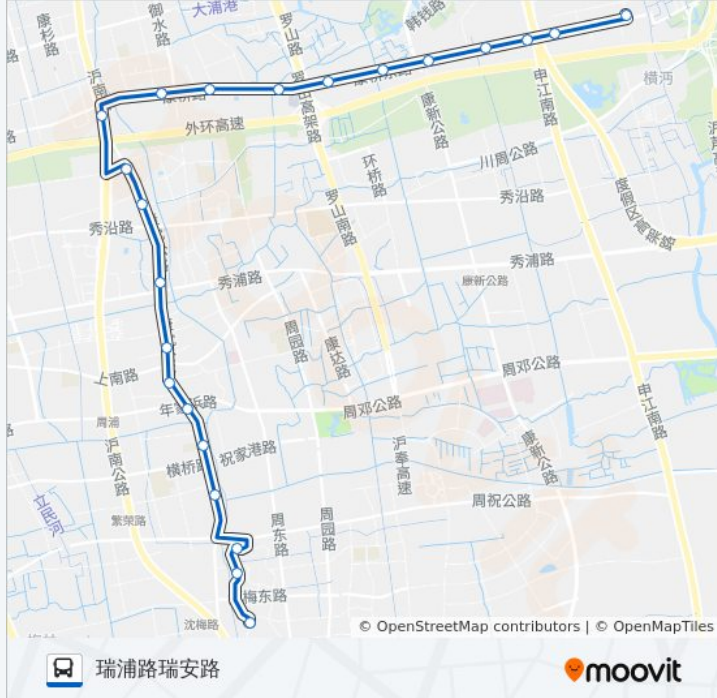 康杉路
御水路
大浦港
罗山路
韩钱路
沪南
罗山高架路
康桥东路
申江南路
横沔
外环高速
康新公路
环桥路
川周公路
度假区高架路
秀沿路
罗山南路
秀沿路
秀浦路
秀浦路
康新公路
周园路
康达路
上南路
周邓公路
周邓公路
申江南路
周浦
沪南公路
横桥路
祝家港路
沪奉高速
康新公路
立民河
繁荣路
周东路
周园路
周祝公路
梅东路
沈梅路
© OpenStreetMap contributors | © OpenMapTiles
瑞浦路瑞安路
moovit